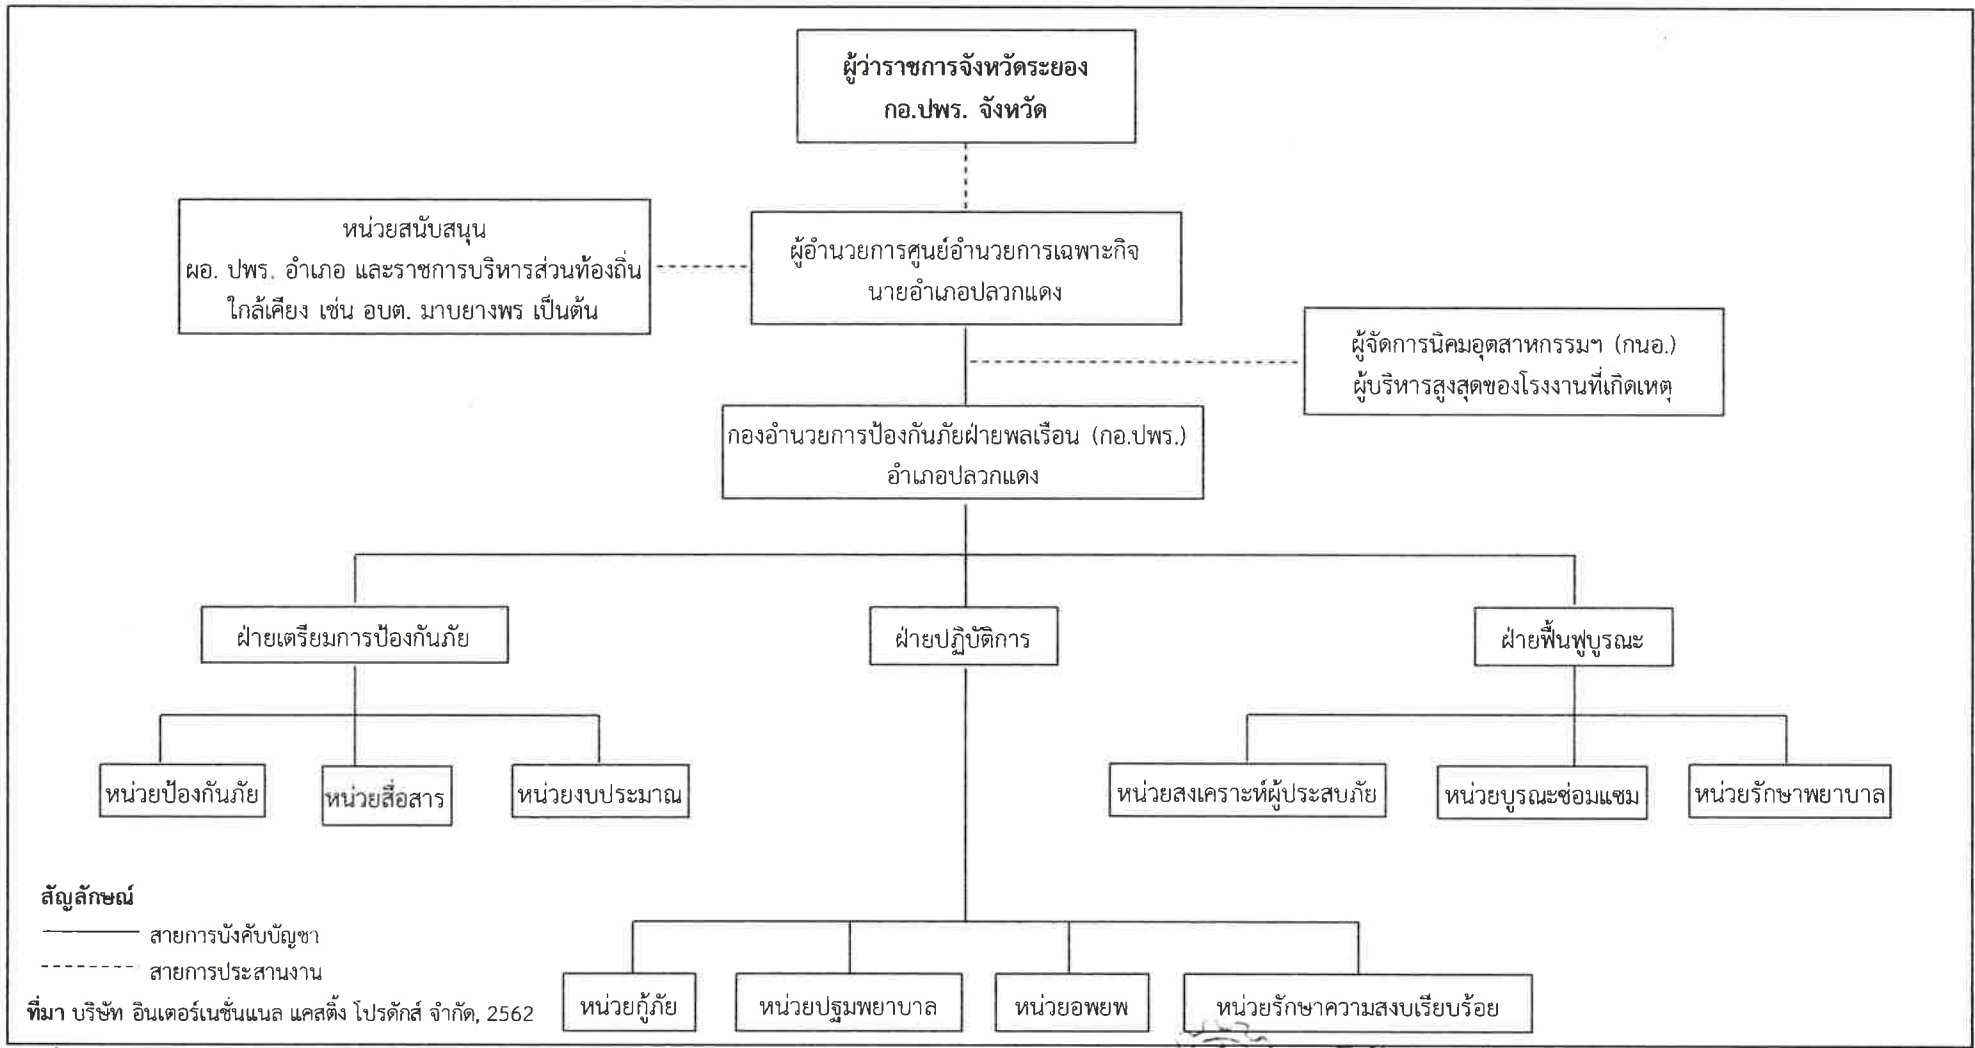 ผู้ว่าราชการจังหวัดระยอง
กอ.ปพร. จังหวัด
หน่วยสนับสนุน
ผอ. ปพร. อำเภอ และราชการบริหารส่วนท้องถิ่น
ใกล้เคียง เช่น อบต. มาบยางพร เป็นต้น
ผู้อำนวยการศูนย์อำนวยการเฉพาะกิจ
นายอำเภอปลวกแดง
ผู้จัดการนิคมอุตสาหกรรมฯ (กนอ.)
ผู้บริหารสูงสุดของโรงงานที่เกิดเหตุ
กองอำนวยการป้องกันภัยฝ่ายพลเรือน (กอ.ปพร.)
อำเภอปลวกแดง
ฝ่ายเตรียมการป้องกันภัย
ฝ่ายปฏิบัติการ
ฝ่ายฟื้นฟูบูรณะ
หน่วยป้องกันภัย
หน่วยสื่อสาร
หน่วยงบประมาณ
หน่วยสงเคราะห์ผู้ประสบภัย
หน่วยบูรณะซ่อมแซม
หน่วยรักษาพยาบาล
หน่วยกู้ภัย
หน่วยปฐมพยาบาล
หน่วยอพยพ
หน่วยรักษาความสงบเรียบร้อย
สัญลักษณ์
สายการบังคับบัญชา
สายการประสานงาน
ที่มา บริษัท อินเตอร์เนชั่นแนล แคสติ้ง โปรดักส์ จำกัด, 2562